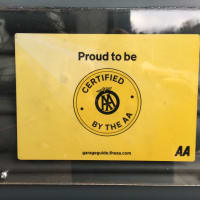 Proud to be
CERTIFIED
AA
BY THE AA
garageguide.theaa.com
AA